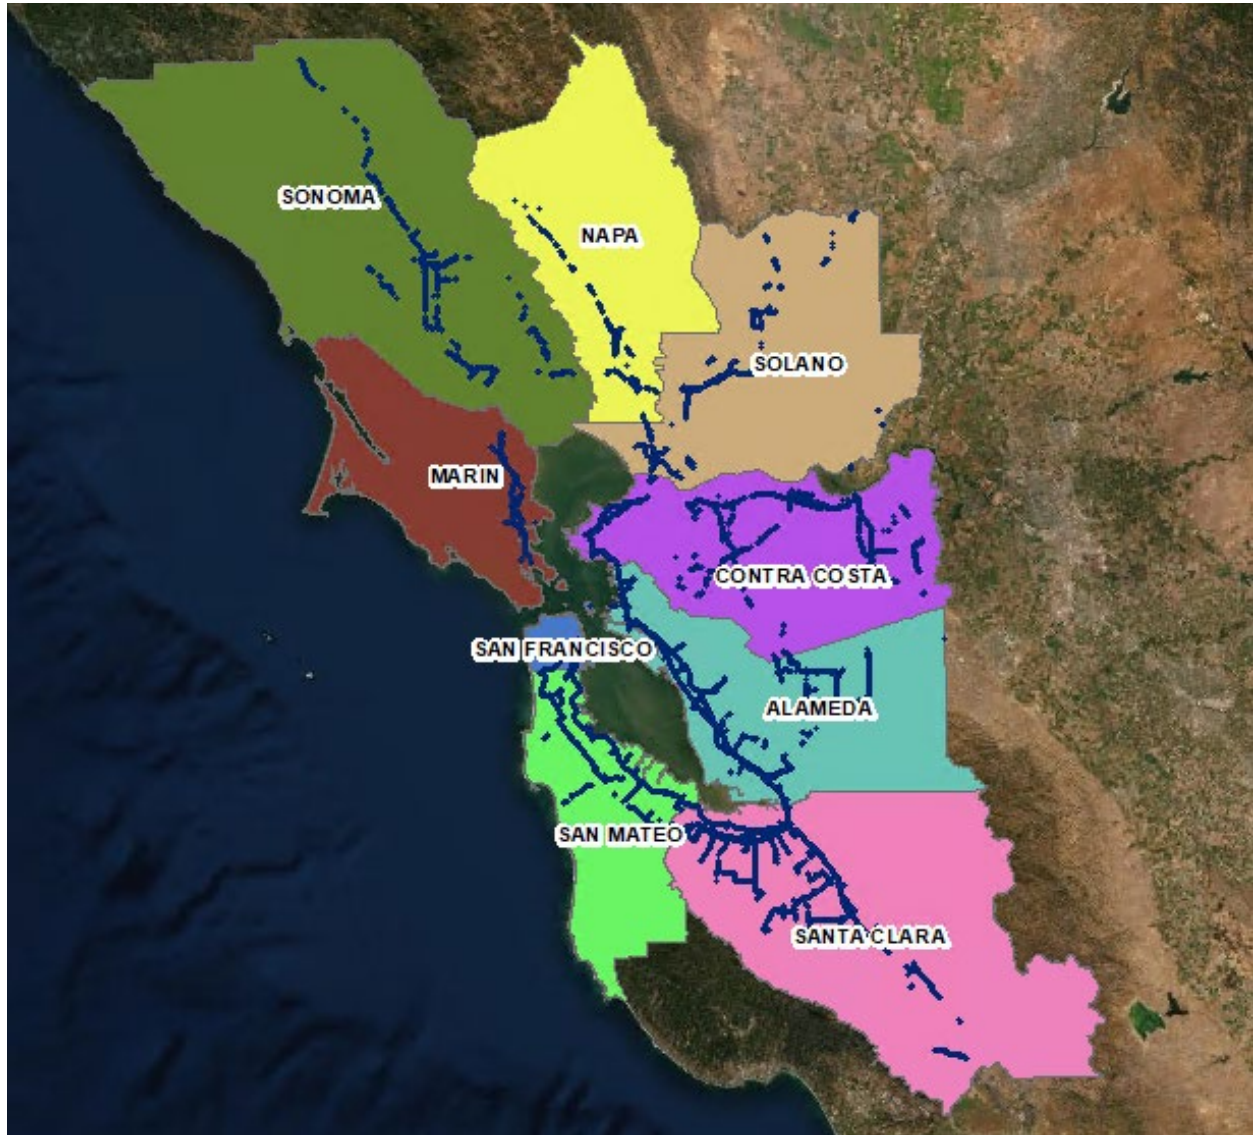 SONOMA
NAPA
SOLANO
MARIN
CONTRA COSTA
SAN FRANCISCO
ALAMEDA
SAN MATEO
SANTA CLARA